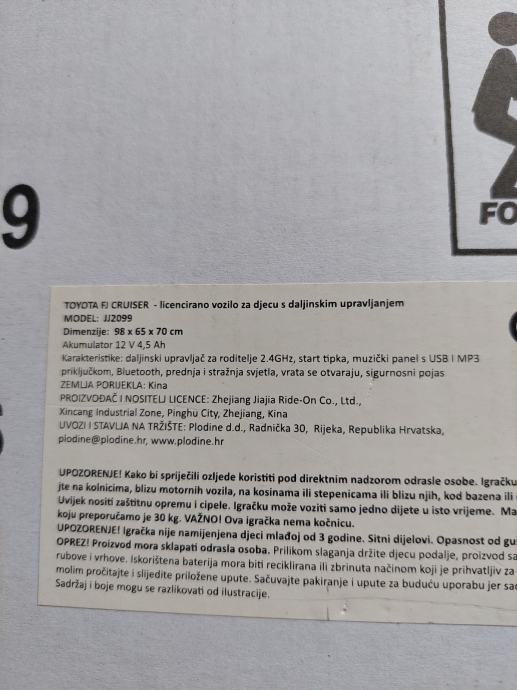 9
FO
TOYOTA FJ CRUISER - licencirano vozilo za djecu s daljinskim upravljanjem
MODEL: JJ2099
Dimenzije: 98 x 65 x 70 cm
Akumulator 12 V 4,5 Ah
Karakteristike: daljinski upravljač za roditelje 2.4GHz, start tipka, muzički panel s USB I MP3
priključkom, Bluetooth, prednja i stražnja svjetla, vrata se otvaraju, sigurnosni pojas
ZEMLJA PORIJEKLA: Kina
PROIZVOĐAČ I NOSITELJ LICENCE: Zhejiang Jiajia Ride-On Co., Ltd.,
Xincang Industrial Zone, Pinghu City, Zhejiang, Kina
UVOZI I STAVLJA NA TRŽIŠTE: Plodine d.d., Radnička 30, Rijeka, Republika Hrvatska,
plodine@plodine.hr, www.plodine.hr
UPOZORENJE! Kako bi spriječili ozljede koristiti pod direktnim nadzorom odrasle osobe. Igračku
jte na kolnicima, blizu motornih vozila, na kosinama ili stepenicama ili blizu njih, kod bazena ili
Uvijek nositi zaštitnu opremu i cipele. Igračku može voziti samo jedno dijete u isto vrijeme. Ma
koju preporučamo je 30 kg. VAŽNO! Ova igračka nema kočnicu.
UPOZORENJE! Igračka nije namijenjena djeci mlađoj od 3 godine. Sitni dijelovi. Opasnost od gu
OPREZ! Proizvod mora sklapati odrasla osoba. Prilikom slaganja držite djecu podalje, proizvod sa
rubove i vrhove. Iskorištena baterija mora biti reciklirana ili zbrinuta načinom koji je prihvatljiv za
molim pročitajte i slijedite priložene upute. Sačuvajte pakiranje i upute za buduću uporabu jer sa
Sadržaj i boje mogu se razlikovati od ilustracije.